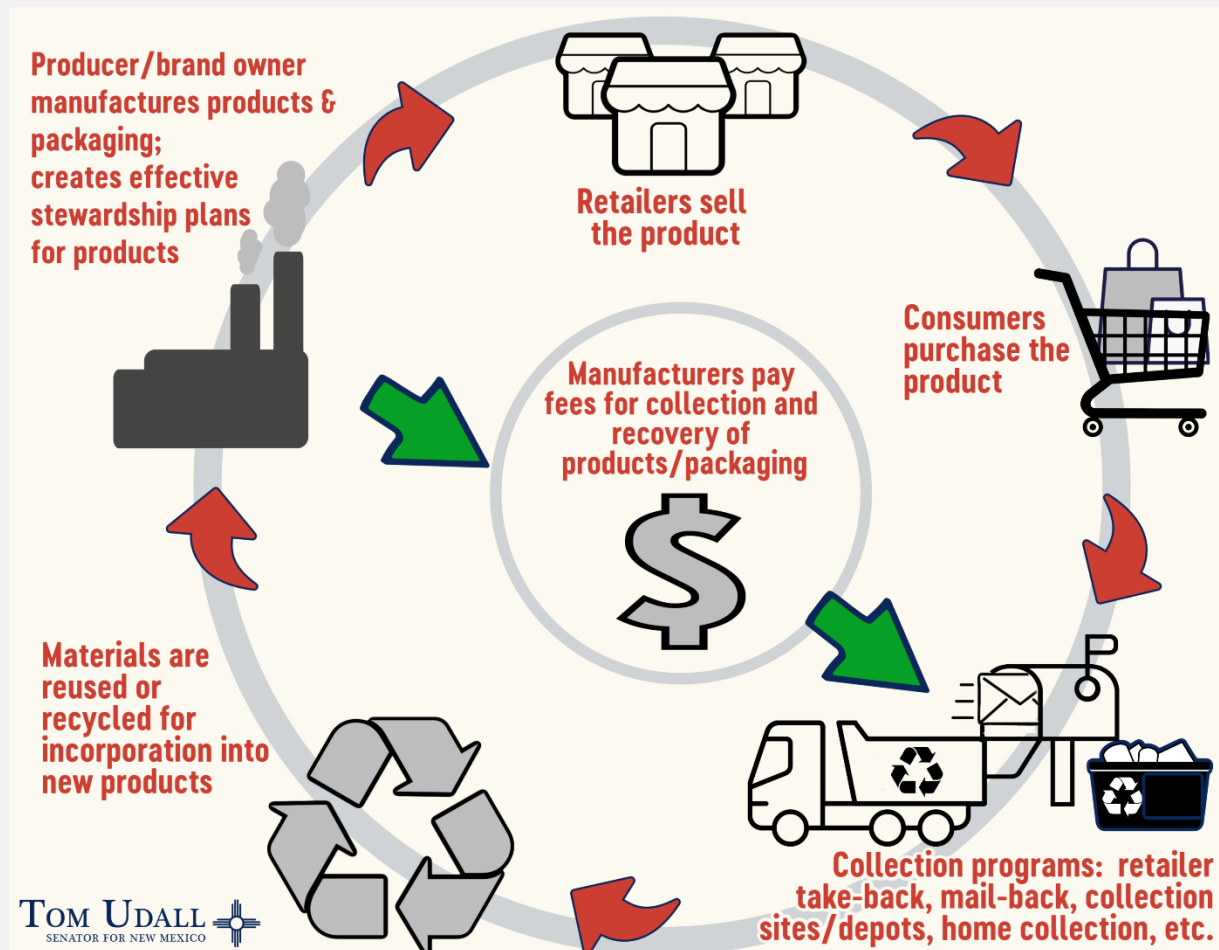 Producer/brand owner
manufactures products &
packaging;
creates effective
stewardship plans
for products
Retailers sell
the product
Consumers
purchase the
product
Manufacturers pay
fees for collection and
recovery of
products/packaging
$
Materials are
reused or
recycled for
incorporation into
new products
Collection programs: retailer
take-back, mail-back, collection
sites/depots, home collection, etc.
TOM UDALL
SENATOR FOR NEW MEXICO